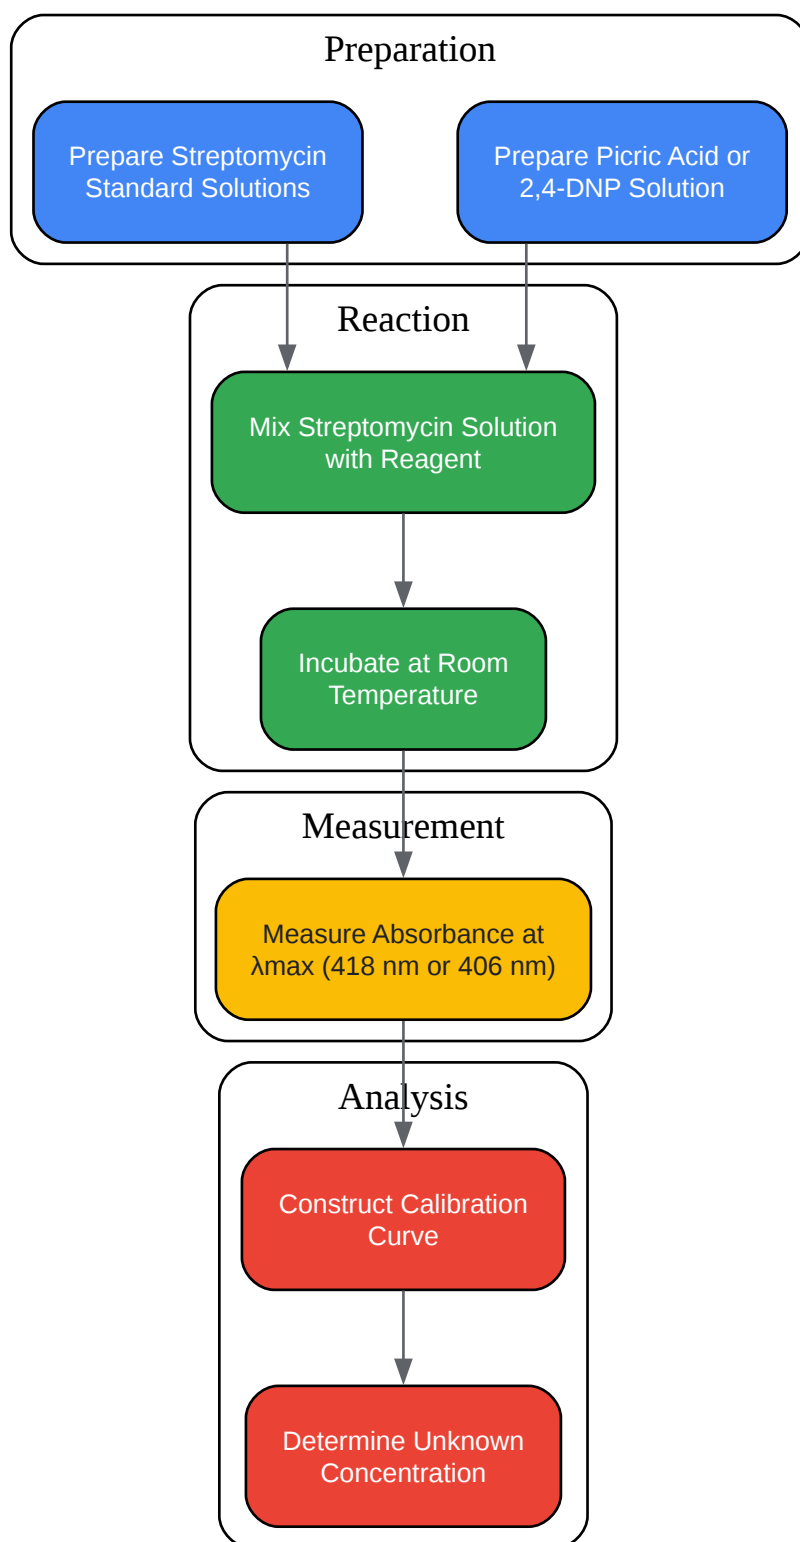 Preparation
Prepare Streptomycin
Standard Solutions
Prepare Picric Acid or
2,4-DNP Solution
Reaction
Mix Streptomycin Solution
with Reagent
Incubate at Room
Temperature
Measurement
Measure Absorbance at
λmax (418 nm or 406 nm)
Analysis
Construct Calibration
Curve
Determine Unknown
Concentration